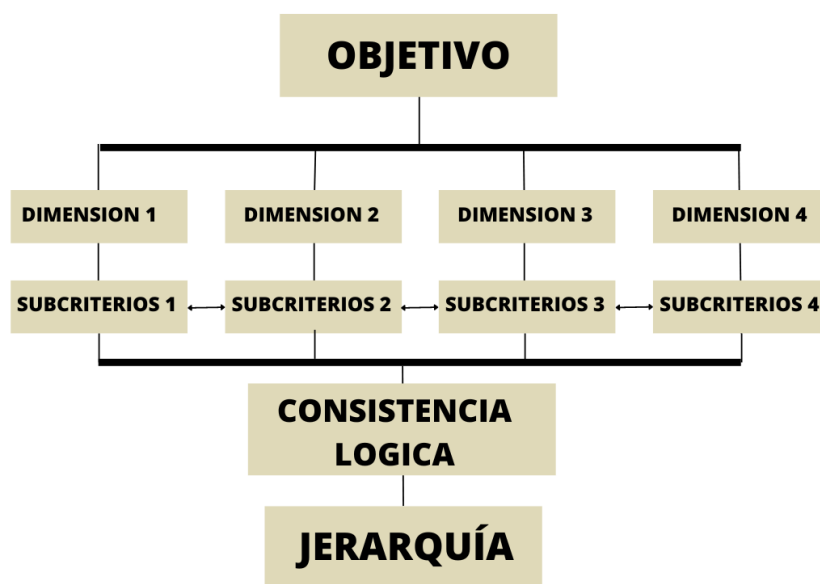 OBJETIVO
DIMENSION 1
DIMENSION 2
DIMENSION 3
DIMENSION 4
SUBCRITERIOS 1
SUBCRITERIOS 2
SUBCRITERIOS 3
SUBCRITERIOS 4
CONSISTENCIA
LOGICA
JERARQUÍA